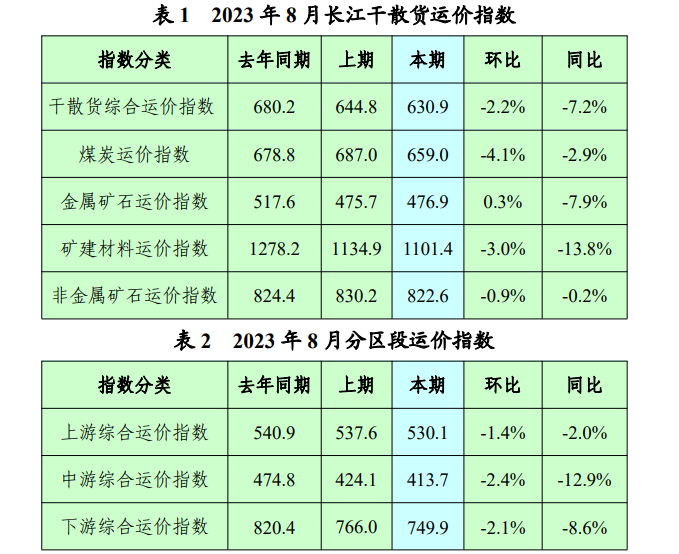 表 1 2023 年 8 月长江干散货运价指数
指数分类 去年同期 上期 本期 环比 同比
干散货综合运价指数 680.2 644.8 630.9 -2.2% -7.2%
煤炭运价指数 678.8 687.0 659.0 -4.1% -2.9%
金属矿石运价指数 517.6 475.7 476.9 0.3% -7.9%
矿建材料运价指数 1278.2 1134.9 1101.4 -3.0% -13.8%
非金属矿石运价指数 824.4 830.2 822.6 -0.9% -0.2%
表 2 2023 年 8 月分区段运价指数
指数分类 去年同期 上期 本期 环比 同比
上游综合运价指数 540.9 537.6 530.1 -1.4% -2.0%
中游综合运价指数 474.8 424.1 413.7 -2.4% -12.9%
下游综合运价指数 820.4 766.0 749.9 -2.1% -8.6%